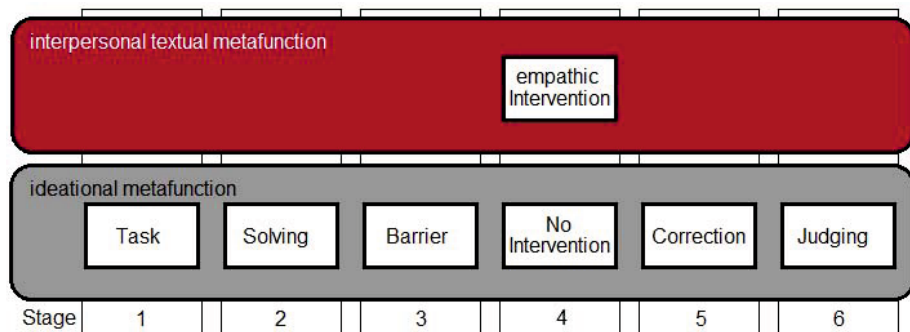 interpersonal textual metafunction
empathic
Intervention
ideational metafunction
Task
Solving
Barrier
No
Intervention
Correction
Judging
Stage 1 2 3 4 5 6